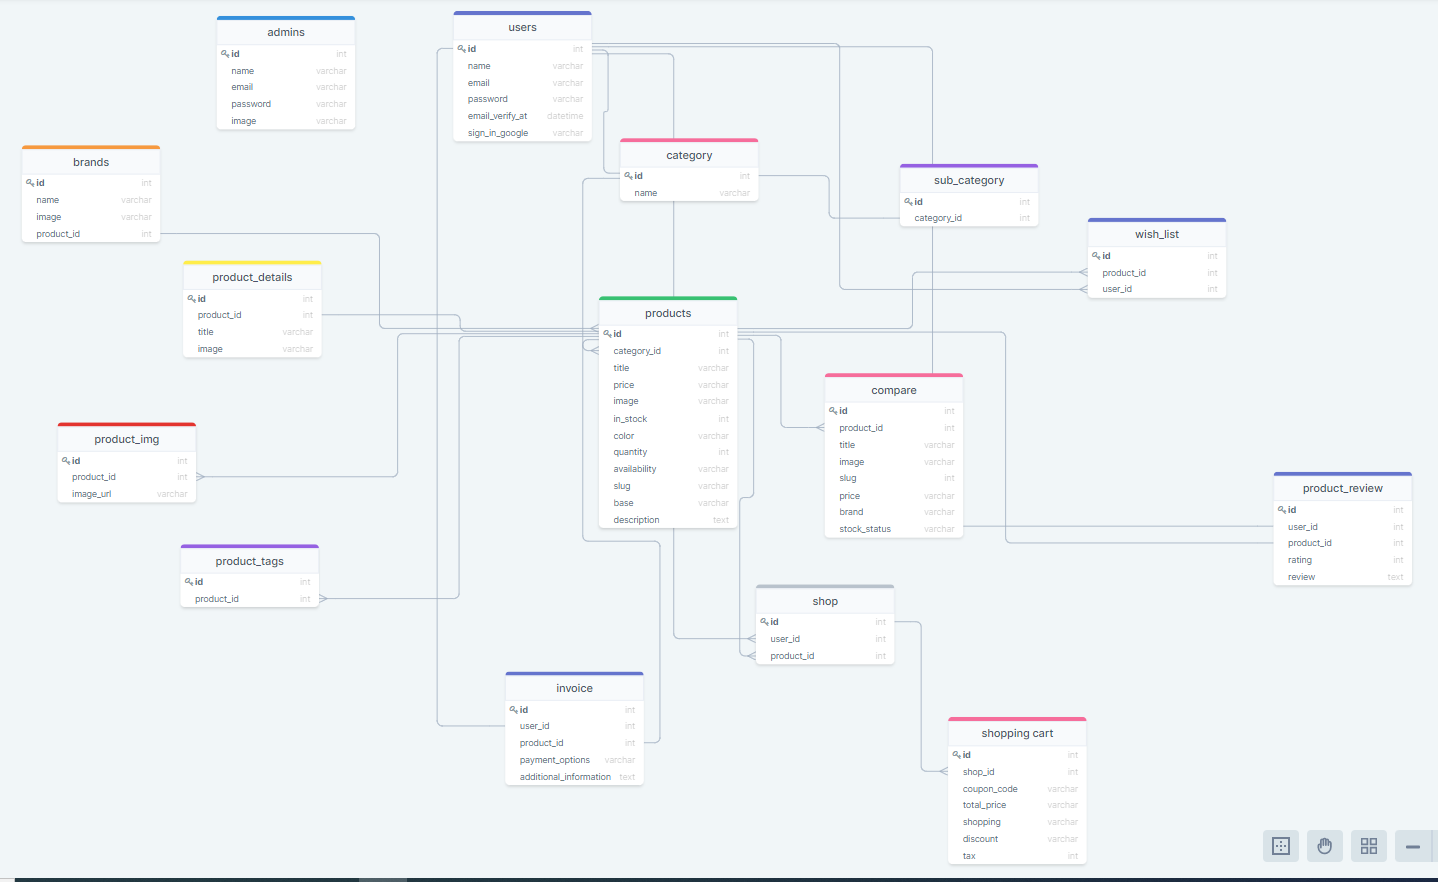 admins
id int
name varchar
email varchar
password varchar
image varchar
users
id int
name varchar
email varchar
password varchar
email_verify_at datetime
sign_in_google varchar
brands
id int
name varchar
image varchar
product_id int
category
id int
name varchar
sub_category
id int
category_id int
wish_list
id int
product_id int
user_id int
product_details
id int
product_id int
title varchar
image varchar
products
id int
category_id int
title varchar
price varchar
image varchar
in_stock int
color varchar
quantity int
availability varchar
slug varchar
base varchar
description text
compare
id int
product_id int
title varchar
image varchar
slug int
price varchar
brand varchar
stock_status varchar
product_img
id int
product_id int
image_url varchar
product_review
id int
user_id int
product_id int
rating int
review text
product_tags
id int
product_id int
shop
id int
user_id int
product_id int
invoice
id int
user_id int
product_id int
payment_options varchar
additional_information text
shopping cart
id int
shop_id int
coupon_code varchar
total_price varchar
shopping varchar
discount varchar
tax int